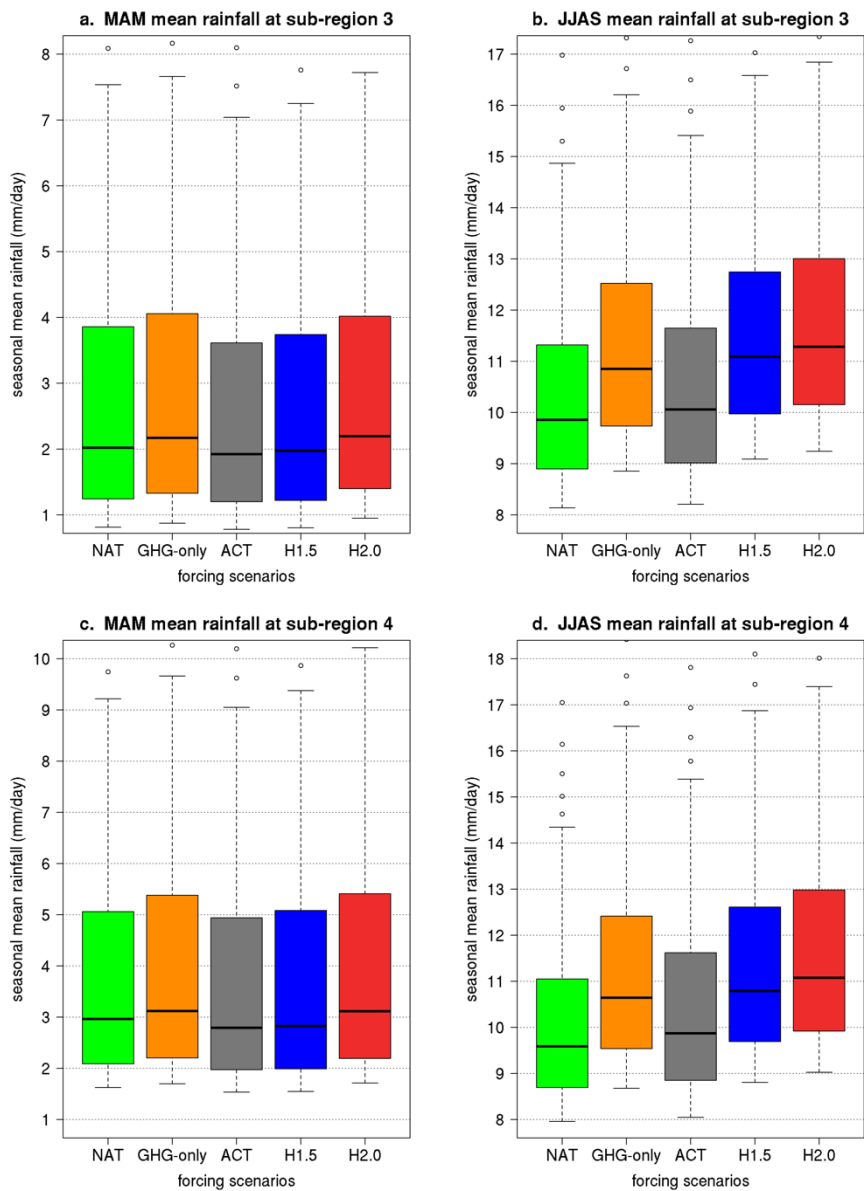 a. MAM mean rainfall at sub-region 3
8
7
6
5
4
3
2
1
seasonal mean rainfall (mm/day)
NAT GHG-only ACT H1.5 H2.0
forcing scenarios
b. JJAS mean rainfall at sub-region 3
17
16
15
14
13
12
11
10
9
8
seasonal mean rainfall (mm/day)
NAT GHG-only ACT H1.5 H2.0
forcing scenarios
c. MAM mean rainfall at sub-region 4
10
9
8
7
6
5
4
3
2
1
seasonal mean rainfall (mm/day)
NAT GHG-only ACT H1.5 H2.0
forcing scenarios
d. JJAS mean rainfall at sub-region 4
18
17
16
15
14
13
12
11
10
9
8
seasonal mean rainfall (mm/day)
NAT GHG-only ACT H1.5 H2.0
forcing scenarios